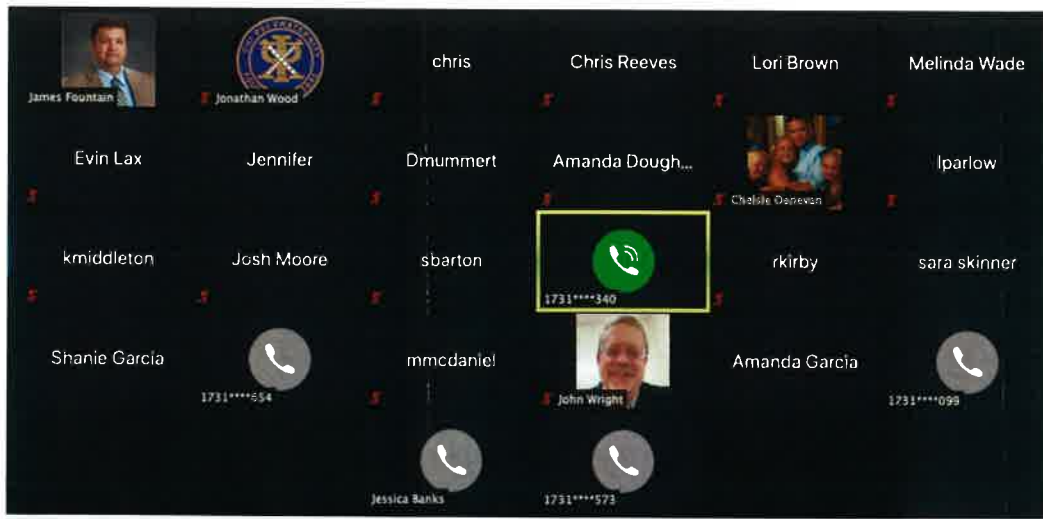 chris
Chris Reeves
Lori Brown
Melinda Wade
James Fountain
Jonathan Wood
Evin Lax
Jennifer
Dmummert
Amanda Dough...
lparlow
Chelsie
kmiddleton
Josh Moore
sbarton
rkirby
sara skinner
1731****340
Shanie Garcia
mmcdaniel
Amanda Garcia
1731****654
John Wright
1731****099
Jessica Banks
1731****573